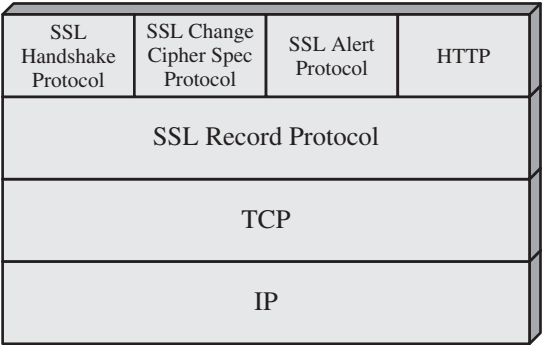 SSL
Handshake
Protocol
SSL Change
Cipher Spec
Protocol
SSL Alert
Protocol
HTTP
SSL Record Protocol
TCP
IP